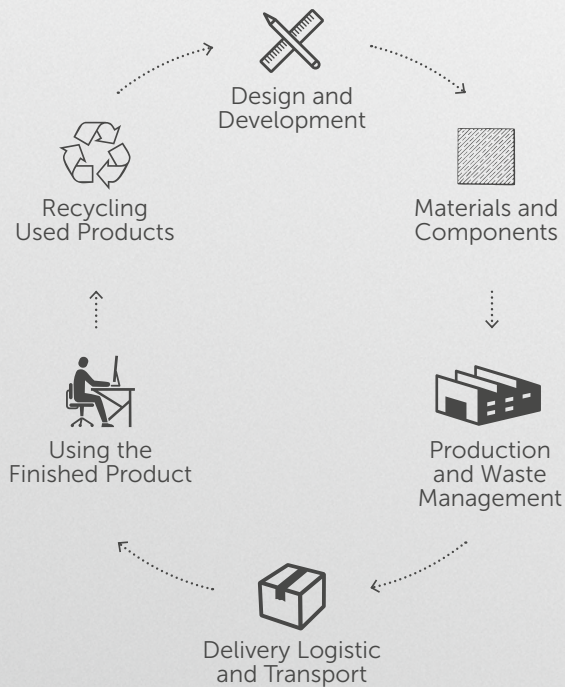 Design and
Development
Materials and
Components
Production
and Waste
Management
Delivery Logistic
and Transport
Using the
Finished Product
Recycling
Used Products